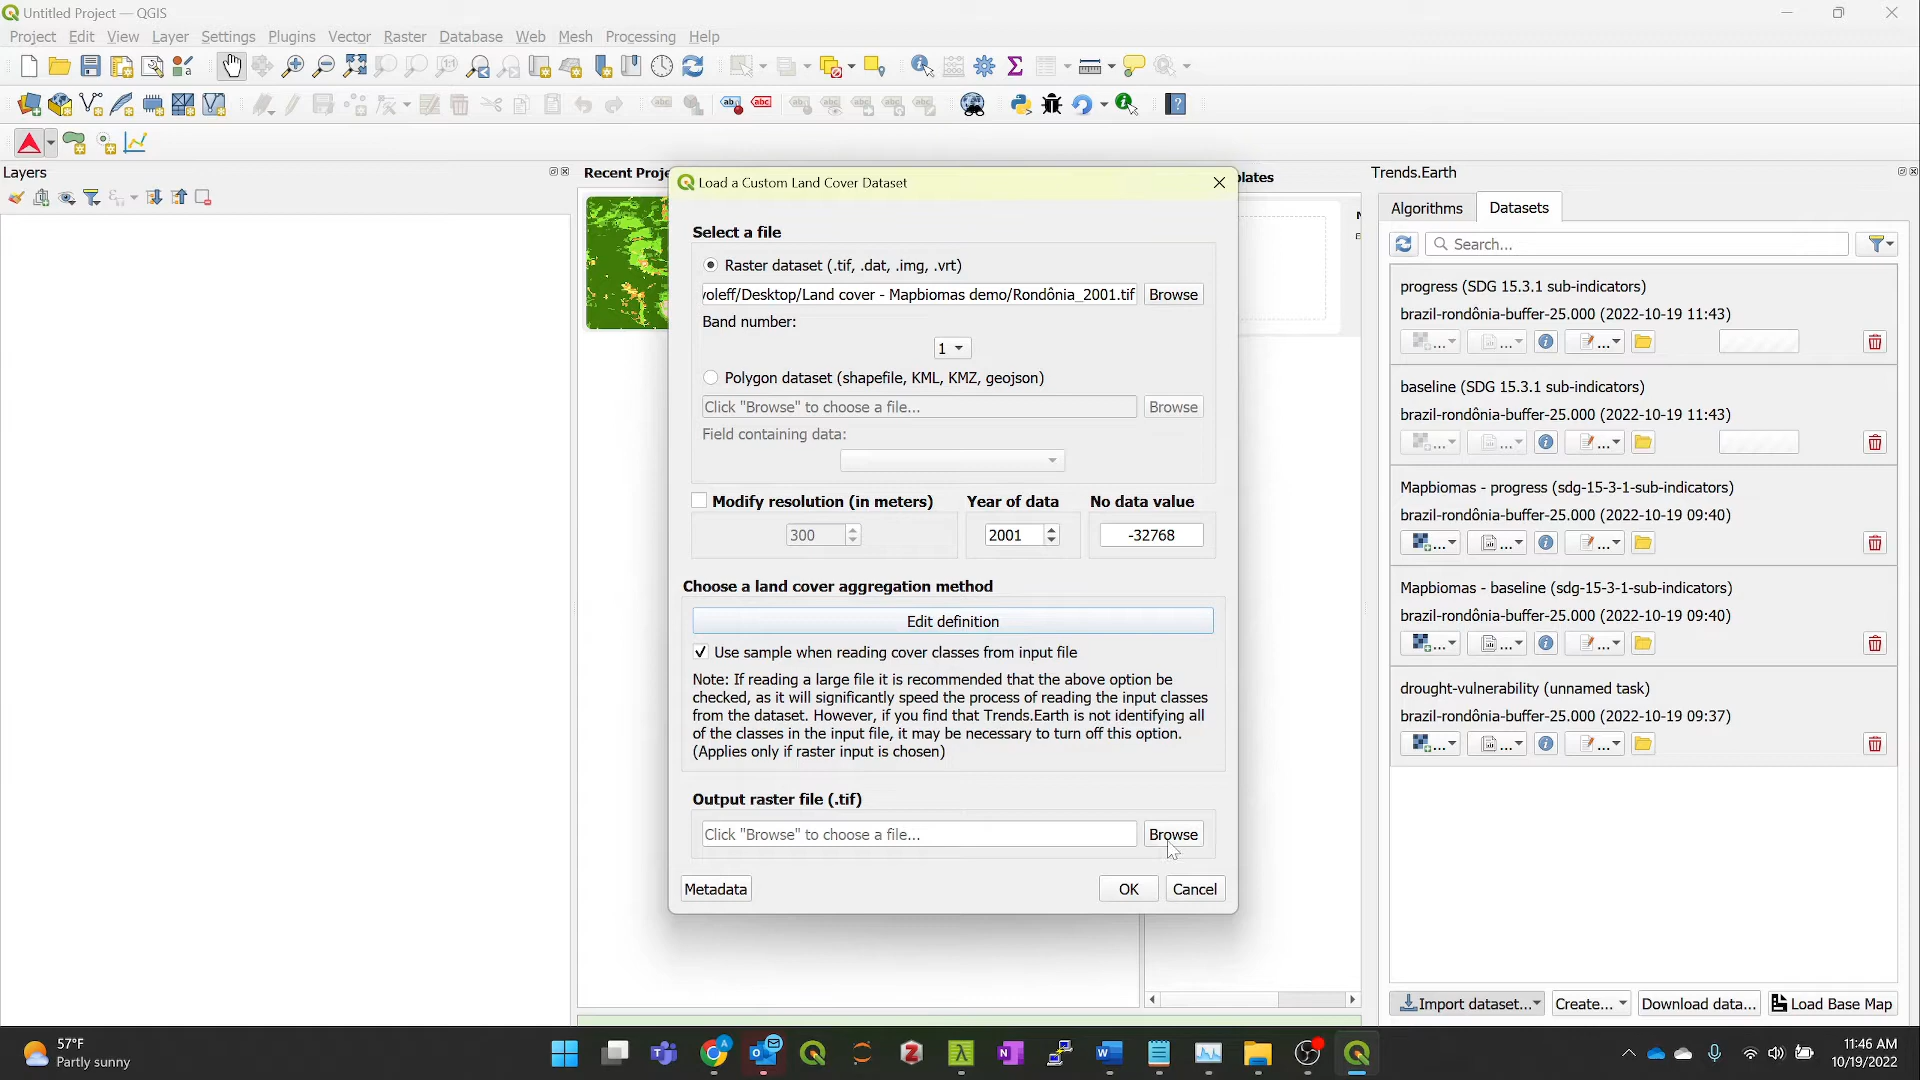 Untitled Project — QGIS
Project Edit View Layer Settings Plugins Vector Raster Database Web Mesh Processing Help
Layers
Recent Proje
plates
Load a Custom Land Cover Dataset
Select a file
Raster dataset (.tif, .dat, .img, .vrt)
voleff/Desktop/Land cover - Mapbiomas demo/Rondônia_2001.tif Browse
Band number:
1
Polygon dataset (shapefile, KML, KMZ, geojson)
Click "Browse" to choose a file... Browse
Field containing data:
Modify resolution (in meters) Year of data No data value
300 2001 -32768
Choose a land cover aggregation method
Edit definition
Use sample when reading cover classes from input file
Note: If reading a large file it is recommended that the above option be
checked, as it will significantly speed the process of reading the input classes
from the dataset. However, if you find that Trends.Earth is not identifying all
of the classes in the input file, it may be necessary to turn off this option.
(Applies only if raster input is chosen)
Output raster file (.tif)
Click "Browse" to choose a file... Browse
Metadata OK Cancel
Trends.Earth
Algorithms Datasets
Search...
progress (SDG 15.3.1 sub-indicators)
brazil-rondônia-buffer-25.000 (2022-10-19 11:43)
baseline (SDG 15.3.1 sub-indicators)
brazil-rondônia-buffer-25.000 (2022-10-19 11:43)
Mapbiomas - progress (sdg-15-3-1-sub-indicators)
brazil-rondônia-buffer-25.000 (2022-10-19 09:40)
Mapbiomas - baseline (sdg-15-3-1-sub-indicators)
brazil-rondônia-buffer-25.000 (2022-10-19 09:40)
drought-vulnerability (unnamed task)
brazil-rondônia-buffer-25.000 (2022-10-19 09:37)
Import dataset... Create... Download data... Load Base Map
57°F
Partly sunny
11:46 AM
10/19/2022